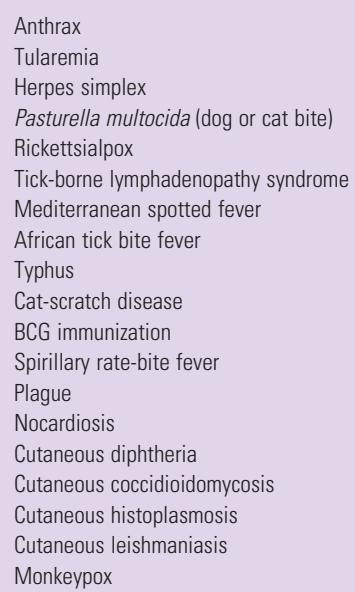 Anthrax
Tularemia
Herpes simplex
Pasturella multocida (dog or cat bite)
Rickettsialpox
Tick-borne lymphadenopathy syndrome
Mediterranean spotted fever
African tick bite fever
Typhus
Cat-scratch disease
BCG immunization
Spirillary rate-bite fever
Plague
Nocardiosis
Cutaneous diphtheria
Cutaneous coccidioidomycosis
Cutaneous histoplasmosis
Cutaneous leishmaniasis
Monkeypox